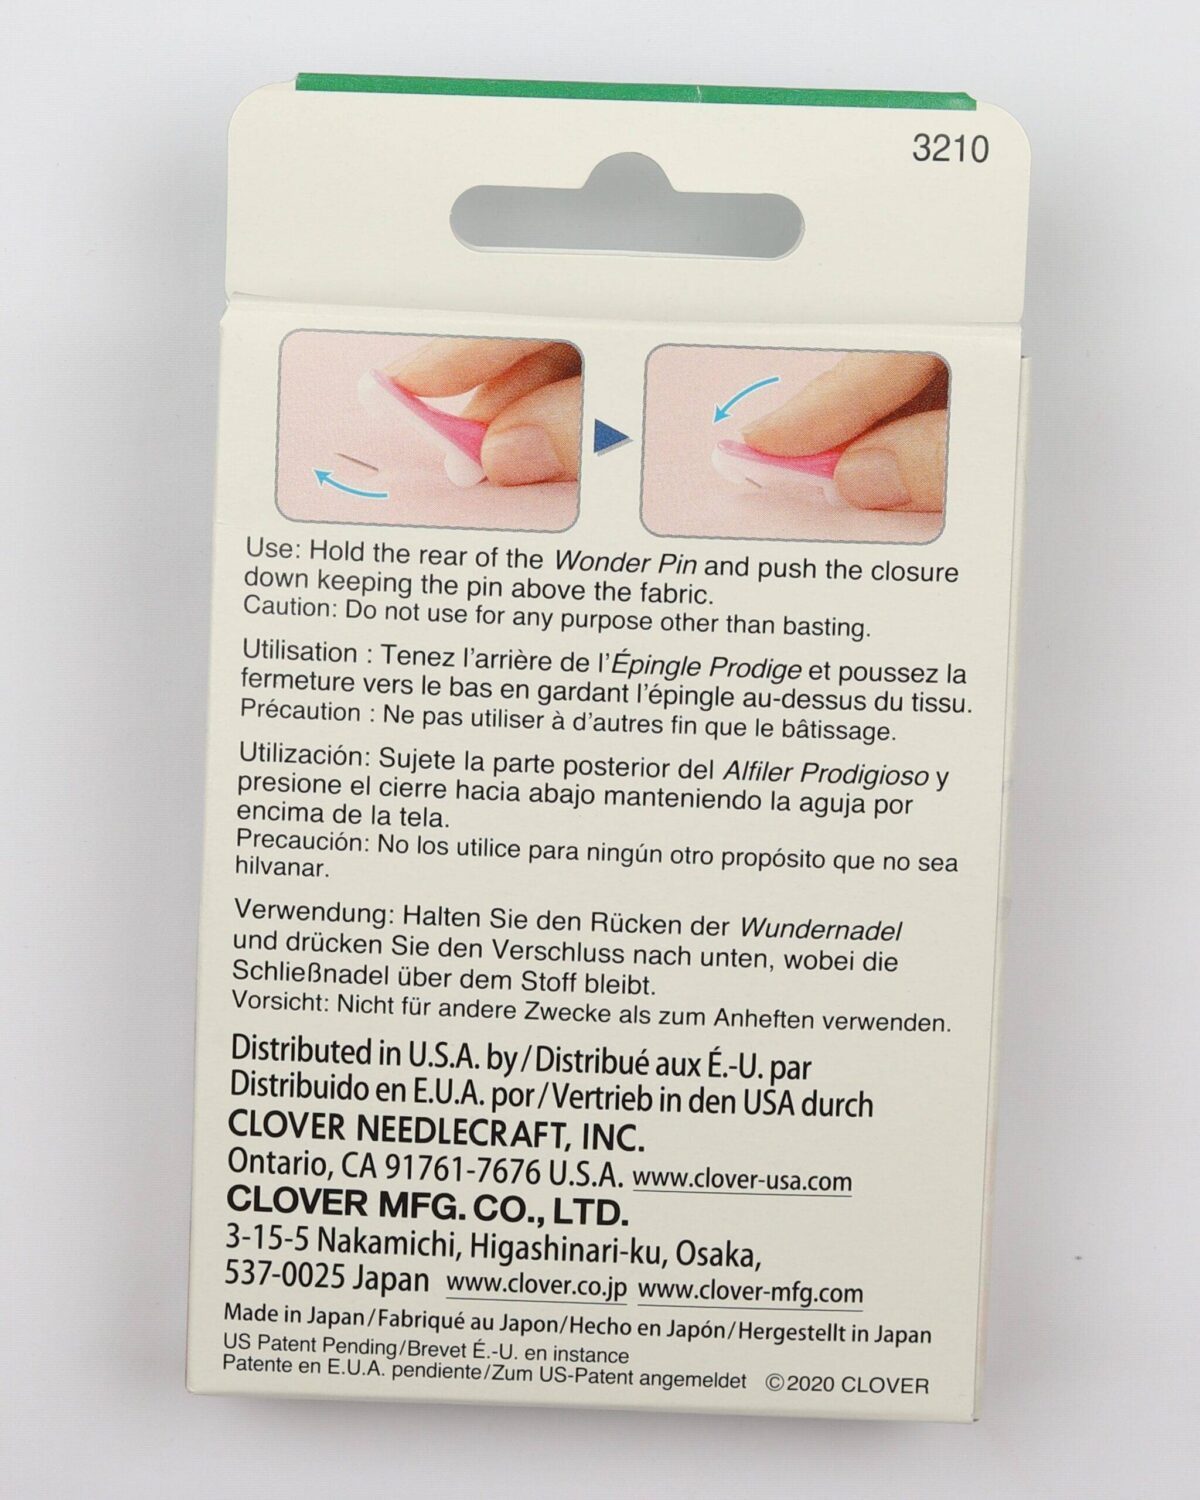 3210
Use: Hold the rear of the Wonder Pin and push the closure
down keeping the pin above the fabric.
Caution: Do not use for any purpose other than basting.
Utilisation : Tenez l’arrière de l’Épingle Prodige et poussez la
fermeture vers le bas en gardant l’épingle au-dessus du tissu.
Précaution : Ne pas utiliser à d’autres fin que le bâtissage.
Utilización: Sujete la parte posterior del Alfiler Prodigioso y
presione el cierre hacia abajo manteniendo la aguja por
encima de la tela.
Precaución: No los utilice para ningún otro propósito que no sea
hilvanar.
Verwendung: Halten Sie den Rücken der Wundernadel
und drücken Sie den Verschluss nach unten, wobei die
Schließnadel über dem Stoff bleibt.
Vorsicht: Nicht für andere Zwecke als zum Anheften verwenden.
Distributed in U.S.A. by/Distribué aux É.-U. par
Distribuido en E.U.A. por/Vertrieb in den USA durch
CLOVER NEEDLECRAFT, INC.
Ontario, CA 91761-7676 U.S.A. www.clover-usa.com
CLOVER MFG. CO., LTD.
3-15-5 Nakamichi, Higashinari-ku, Osaka,
537-0025 Japan www.clover.co.jp www.clover-mfg.com
Made in Japan/Fabriqué au Japon/Hecho en Japón/Hergestellt in Japan
US Patent Pending/Brevet É.-U. en instance
Patente en E.U.A. pendiente/Zum US-Patent angemeldet ©2020 CLOVER